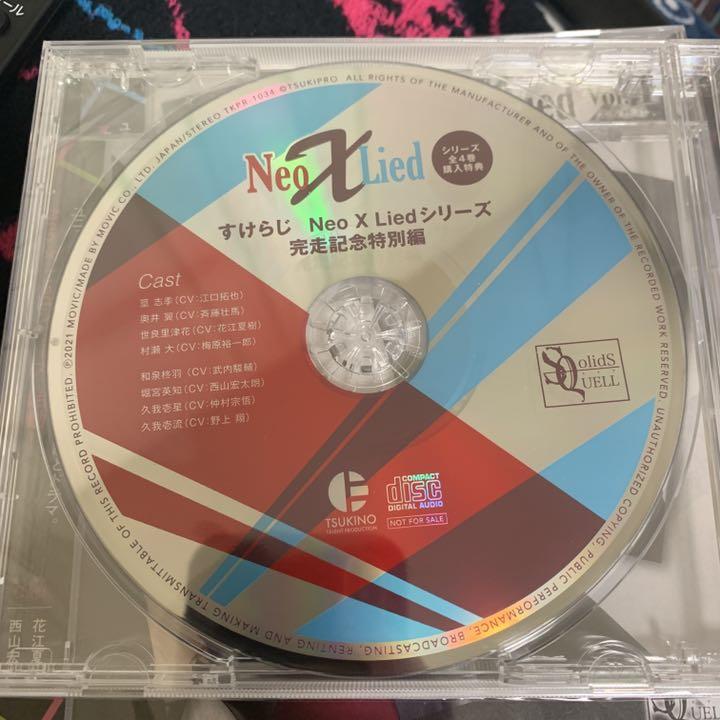 ール
Neo X Lied
シリーズ
全4巻
購入特典
すけらじ Neo X Liedシリーズ
完走記念特別編
Cast
篁 志季(CV:江口拓也)
奥井 翼(CV:斉藤壮馬)
世良里津花(CV:花江夏樹)
村瀬 大(CV:梅原裕一郎)
和泉柊羽(CV:武内駿輔)
堀宮英知(CV:西山宏太朗)
久我壱星(CV:仲村宗悟)
久我壱流(CV:野上 翔)
SolidS
QUELL
TSUKINO
TALENT PRODUCTION
COMPACT
disc
DIGITAL AUDIO
NOT FOR SALE
℗2021 MOVIC/MADE BY MOVIC CO., LTD. JAPAN/STEREO TKPR-1034 ©TSUKIPRO ALL RIGHTS OF THE MANUFACTURER AND OF THE OWNER OF THE RECORDED WORK RESERVED. UNAUTHORIZED COPYING, PUBLIC PERFORMANCE, BROADCASTING, RENTING AND MAKING TRANSMITTABLE OF THIS RECORD PROHIBITED.
花江
西山
UELL